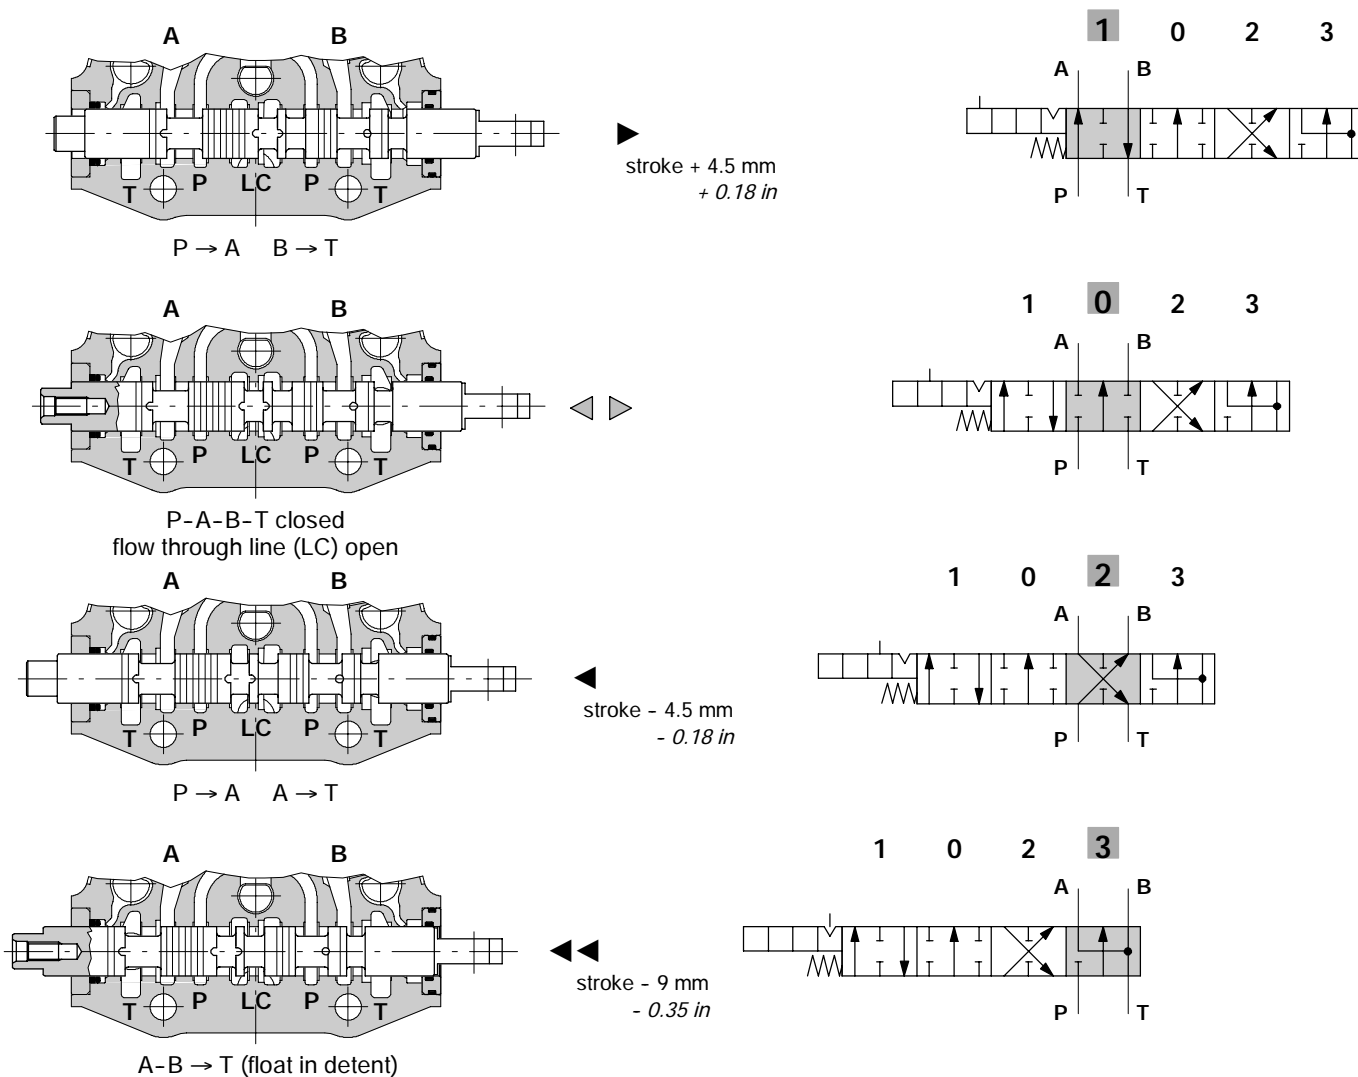 A B
1 0 2 3
A B
stroke + 4.5 mm
+ 0.18 in
T P LC P T
P T
P → A B → T
A B
1 0 2 3
A B
T P LC P T
P T
P-A-B-T closed
flow through line (LC) open
A B
1 0 2 3
A B
stroke - 4.5 mm
- 0.18 in
T P LC P T
P T
P → A A → T
A B
1 0 2 3
A B
stroke - 9 mm
- 0.35 in
T P LC P T
P T
A-B → T (float in detent)